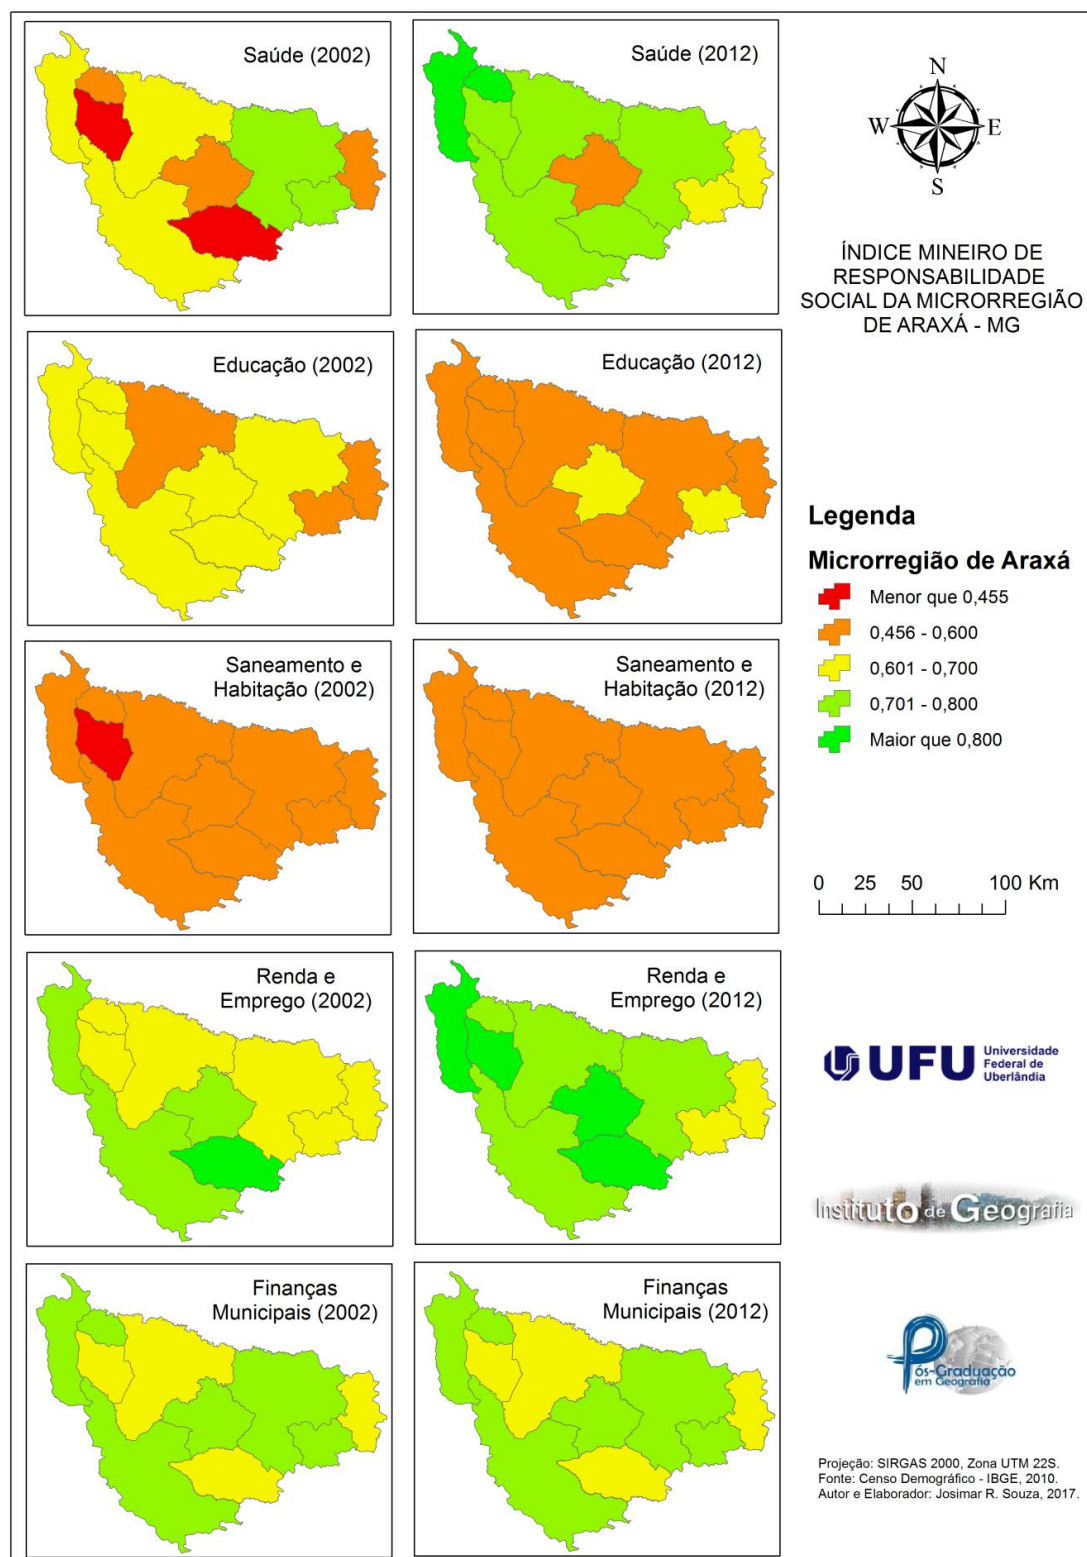 Saúde (2002)
Saúde (2012)
N
W
E
S
ÍNDICE MINEIRO DE
RESPONSABILIDADE
SOCIAL DA MICRORREGIÃO
DE ARAXÁ - MG
Educação (2002)
Educação (2012)
Legenda
Microrregião de Araxá
Menor que 0,455
0,456 - 0,600
0,601 - 0,700
0,701 - 0,800
Maior que 0,800
Saneamento e
Habitação (2002)
Saneamento e
Habitação (2012)
0 25 50 100 Km
Renda e
Emprego (2002)
Renda e
Emprego (2012)
UFU
Universidade
Federal de
Uberlândia
Instituto de Geografia
Finanças
Municipais (2002)
Finanças
Municipais (2012)
Pós-Graduação
em Geografia
Projeção: SIRGAS 2000, Zona UTM 22S.
Fonte: Censo Demográfico - IBGE, 2010.
Autor e Elaborador: Josimar R. Souza, 2017.